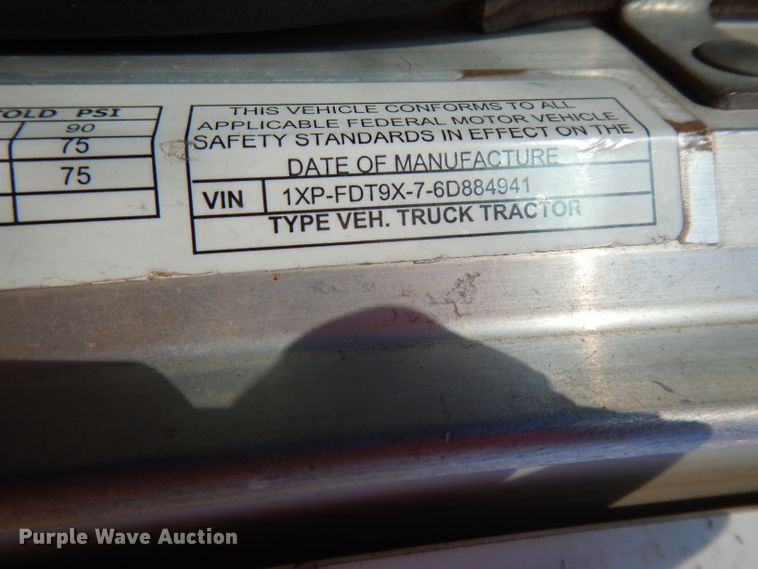 TOLD PSI
90
75
75
THIS VEHICLE CONFORMS TO ALL
APPLICABLE FEDERAL MOTOR VEHICLE
SAFETY STANDARDS IN EFFECT ON THE
DATE OF MANUFACTURE
VIN 1XP-FDT9X-7-6D884941
TYPE VEH. TRUCK TRACTOR
Purple Wave Auction